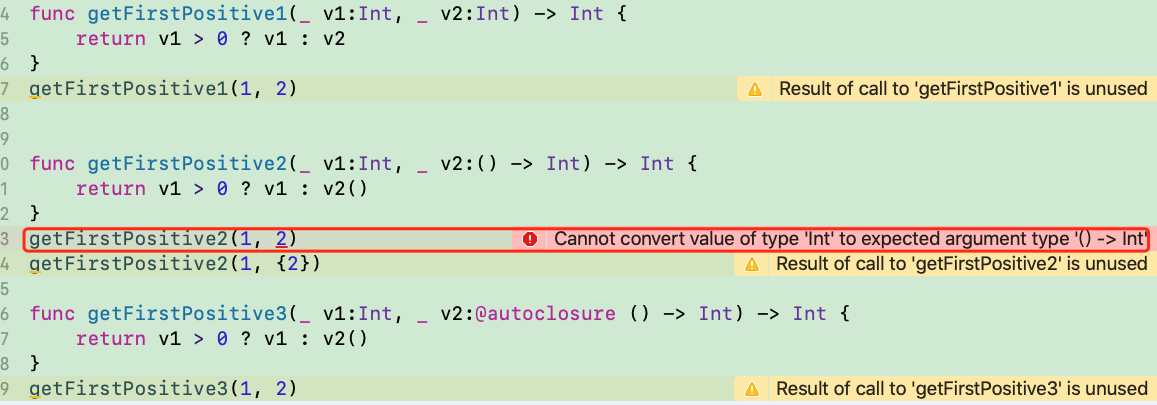 4 func getFirstPositive1(_ v1:Int, _ v2:Int) -> Int {
5 return v1 > 0 ? v1 : v2
6 }
7 getFirstPositive1(1, 2) Result of call to 'getFirstPositive1' is unused
8
9
0 func getFirstPositive2(_ v1:Int, _ v2:() -> Int) -> Int {
1 return v1 > 0 ? v1 : v2()
2 }
3 getFirstPositive2(1, 2) Cannot convert value of type 'Int' to expected argument type '() -> Int'
4 getFirstPositive2(1, {2}) Result of call to 'getFirstPositive2' is unused
5
6 func getFirstPositive3(_ v1:Int, _ v2:@autoclosure () -> Int) -> Int {
7 return v1 > 0 ? v1 : v2()
8 }
9 getFirstPositive3(1, 2) Result of call to 'getFirstPositive3' is unused